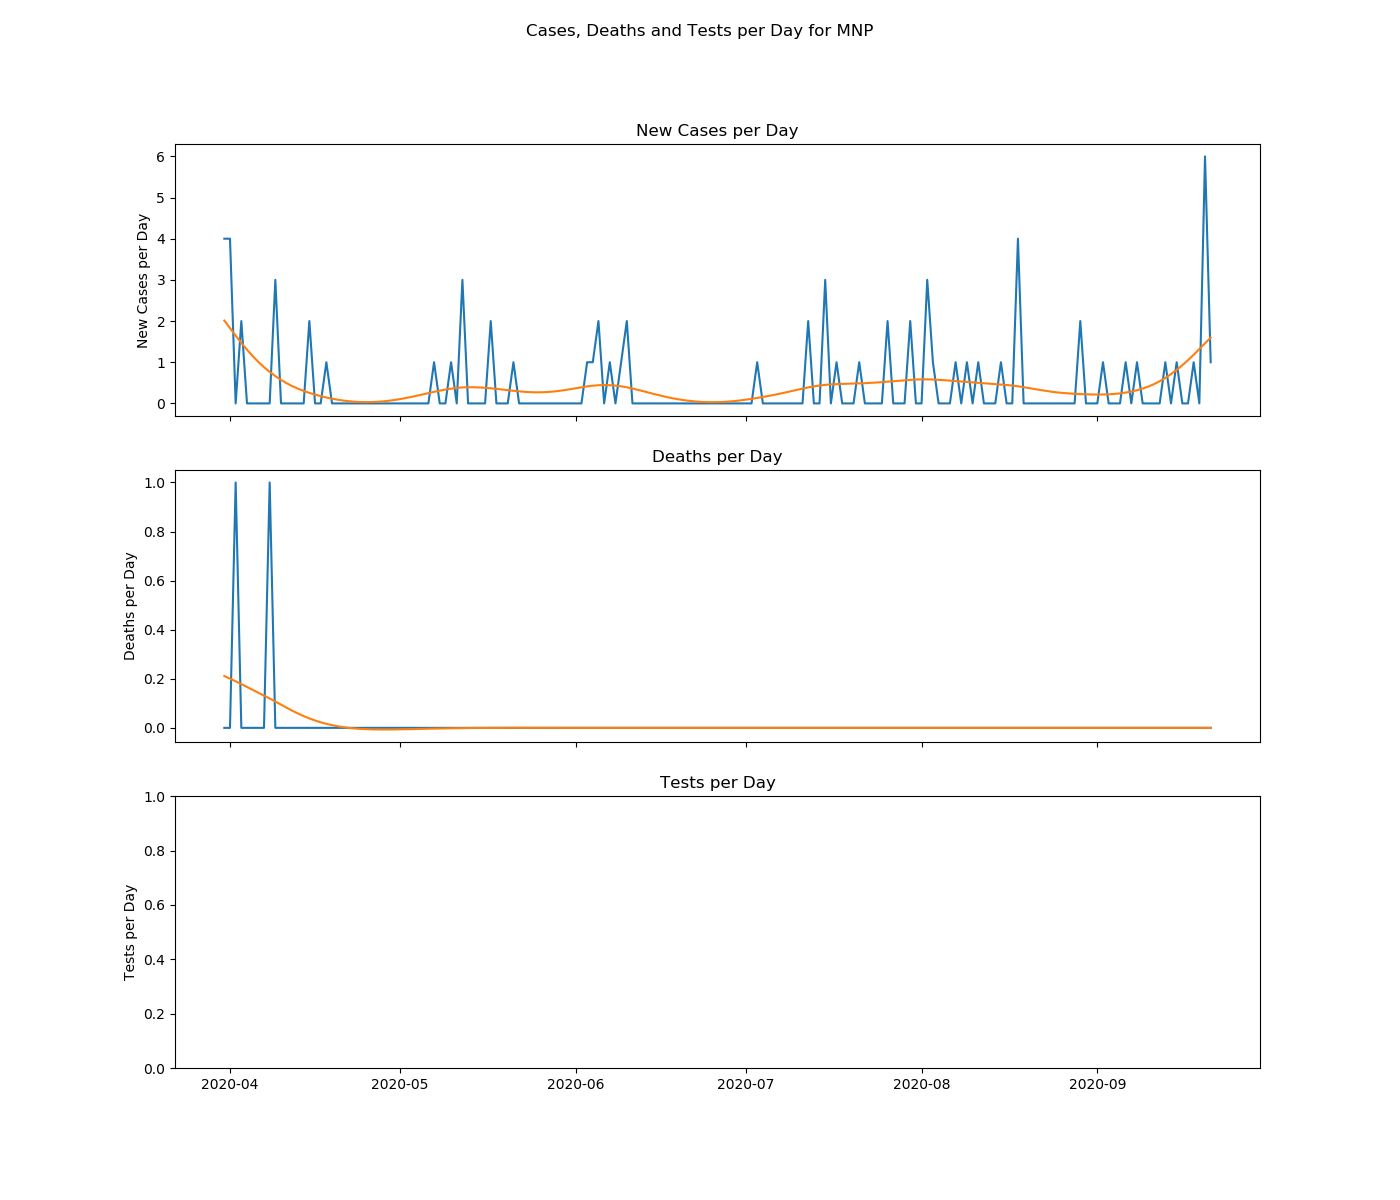 Cases, Deaths and Tests per Day for MNP
New Cases per Day
New Cases per Day
6
5
4
3
2
1
0
Deaths per Day
Deaths per Day
1.0
0.8
0.6
0.4
0.2
0.0
Tests per Day
Tests per Day
1.0
0.8
0.6
0.4
0.2
0.0
2020-04 2020-05 2020-06 2020-07 2020-08 2020-09